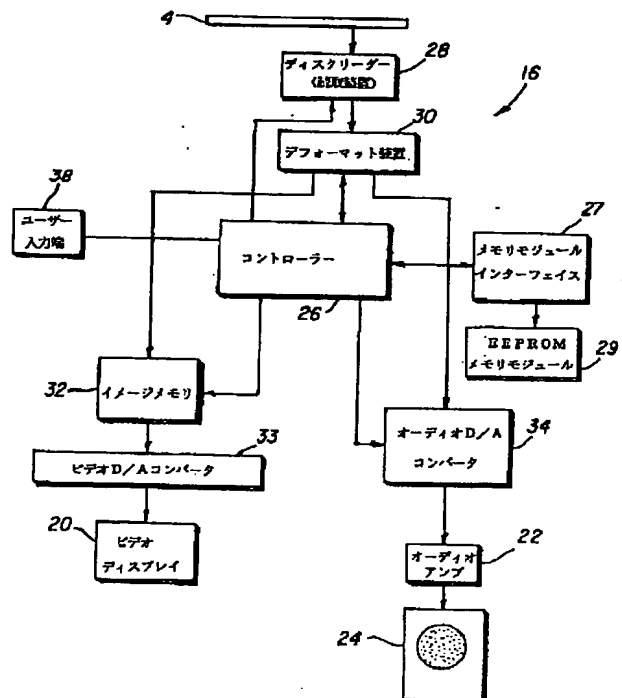 4
ディスクリーダー
28
16
30
デフォーマット装置
38
ユーザー
入力端
27
メモリモジュール
インターフェイス
コントローラー
26
EEPROM
メモリモジュール
29
32
イメージメモリ
34
オーディオD/A
コンバータ
33
ビデオD/Aコンバータ
20
ビデオ
ディスプレイ
22
オーディオ
アンプ
24